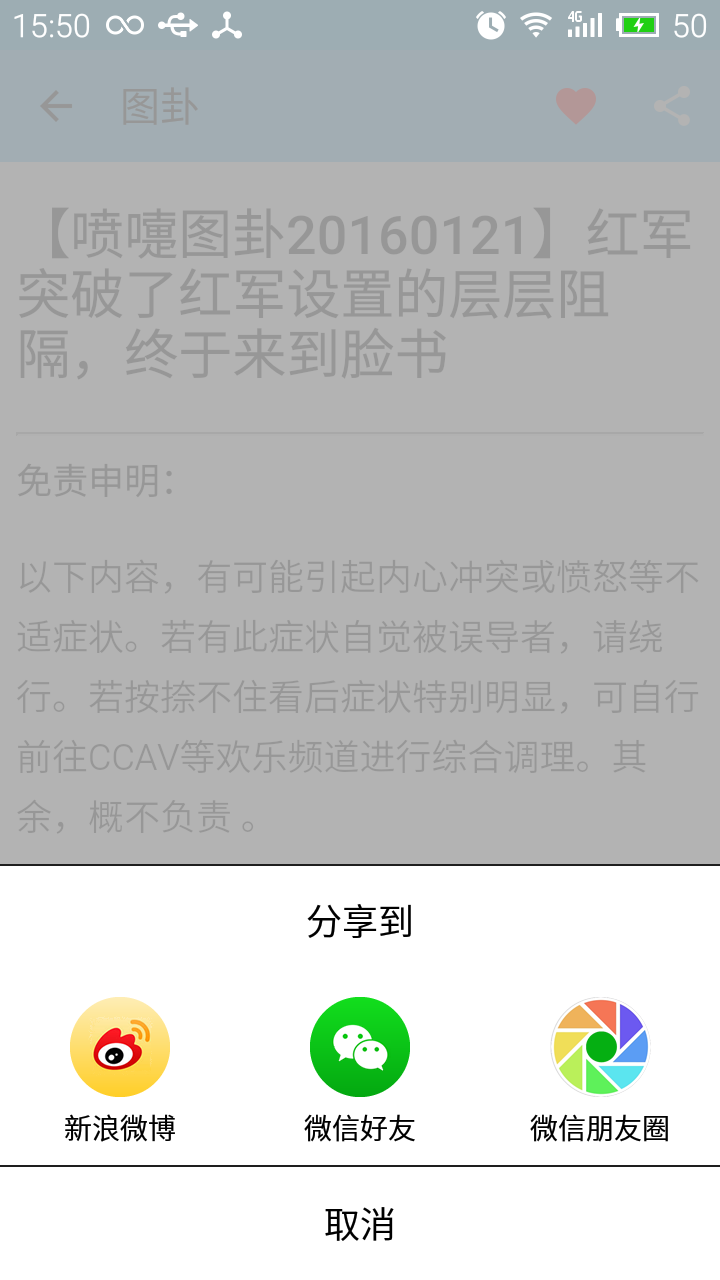 15:50
4G
50
图卦
【喷嚏图卦20160121】红军
突破了红军设置的层层阻
隔，终于来到脸书
免责申明：
以下内容，有可能引起内心冲突或愤怒等不
适症状。若有此症状自觉被误导者，请绕
行。若按捺不住看后症状特别明显，可自行
前往CCAV等欢乐频道进行综合调理。其
余，概不负责 。
分享到
新浪微博
微信好友
微信朋友圈
取消